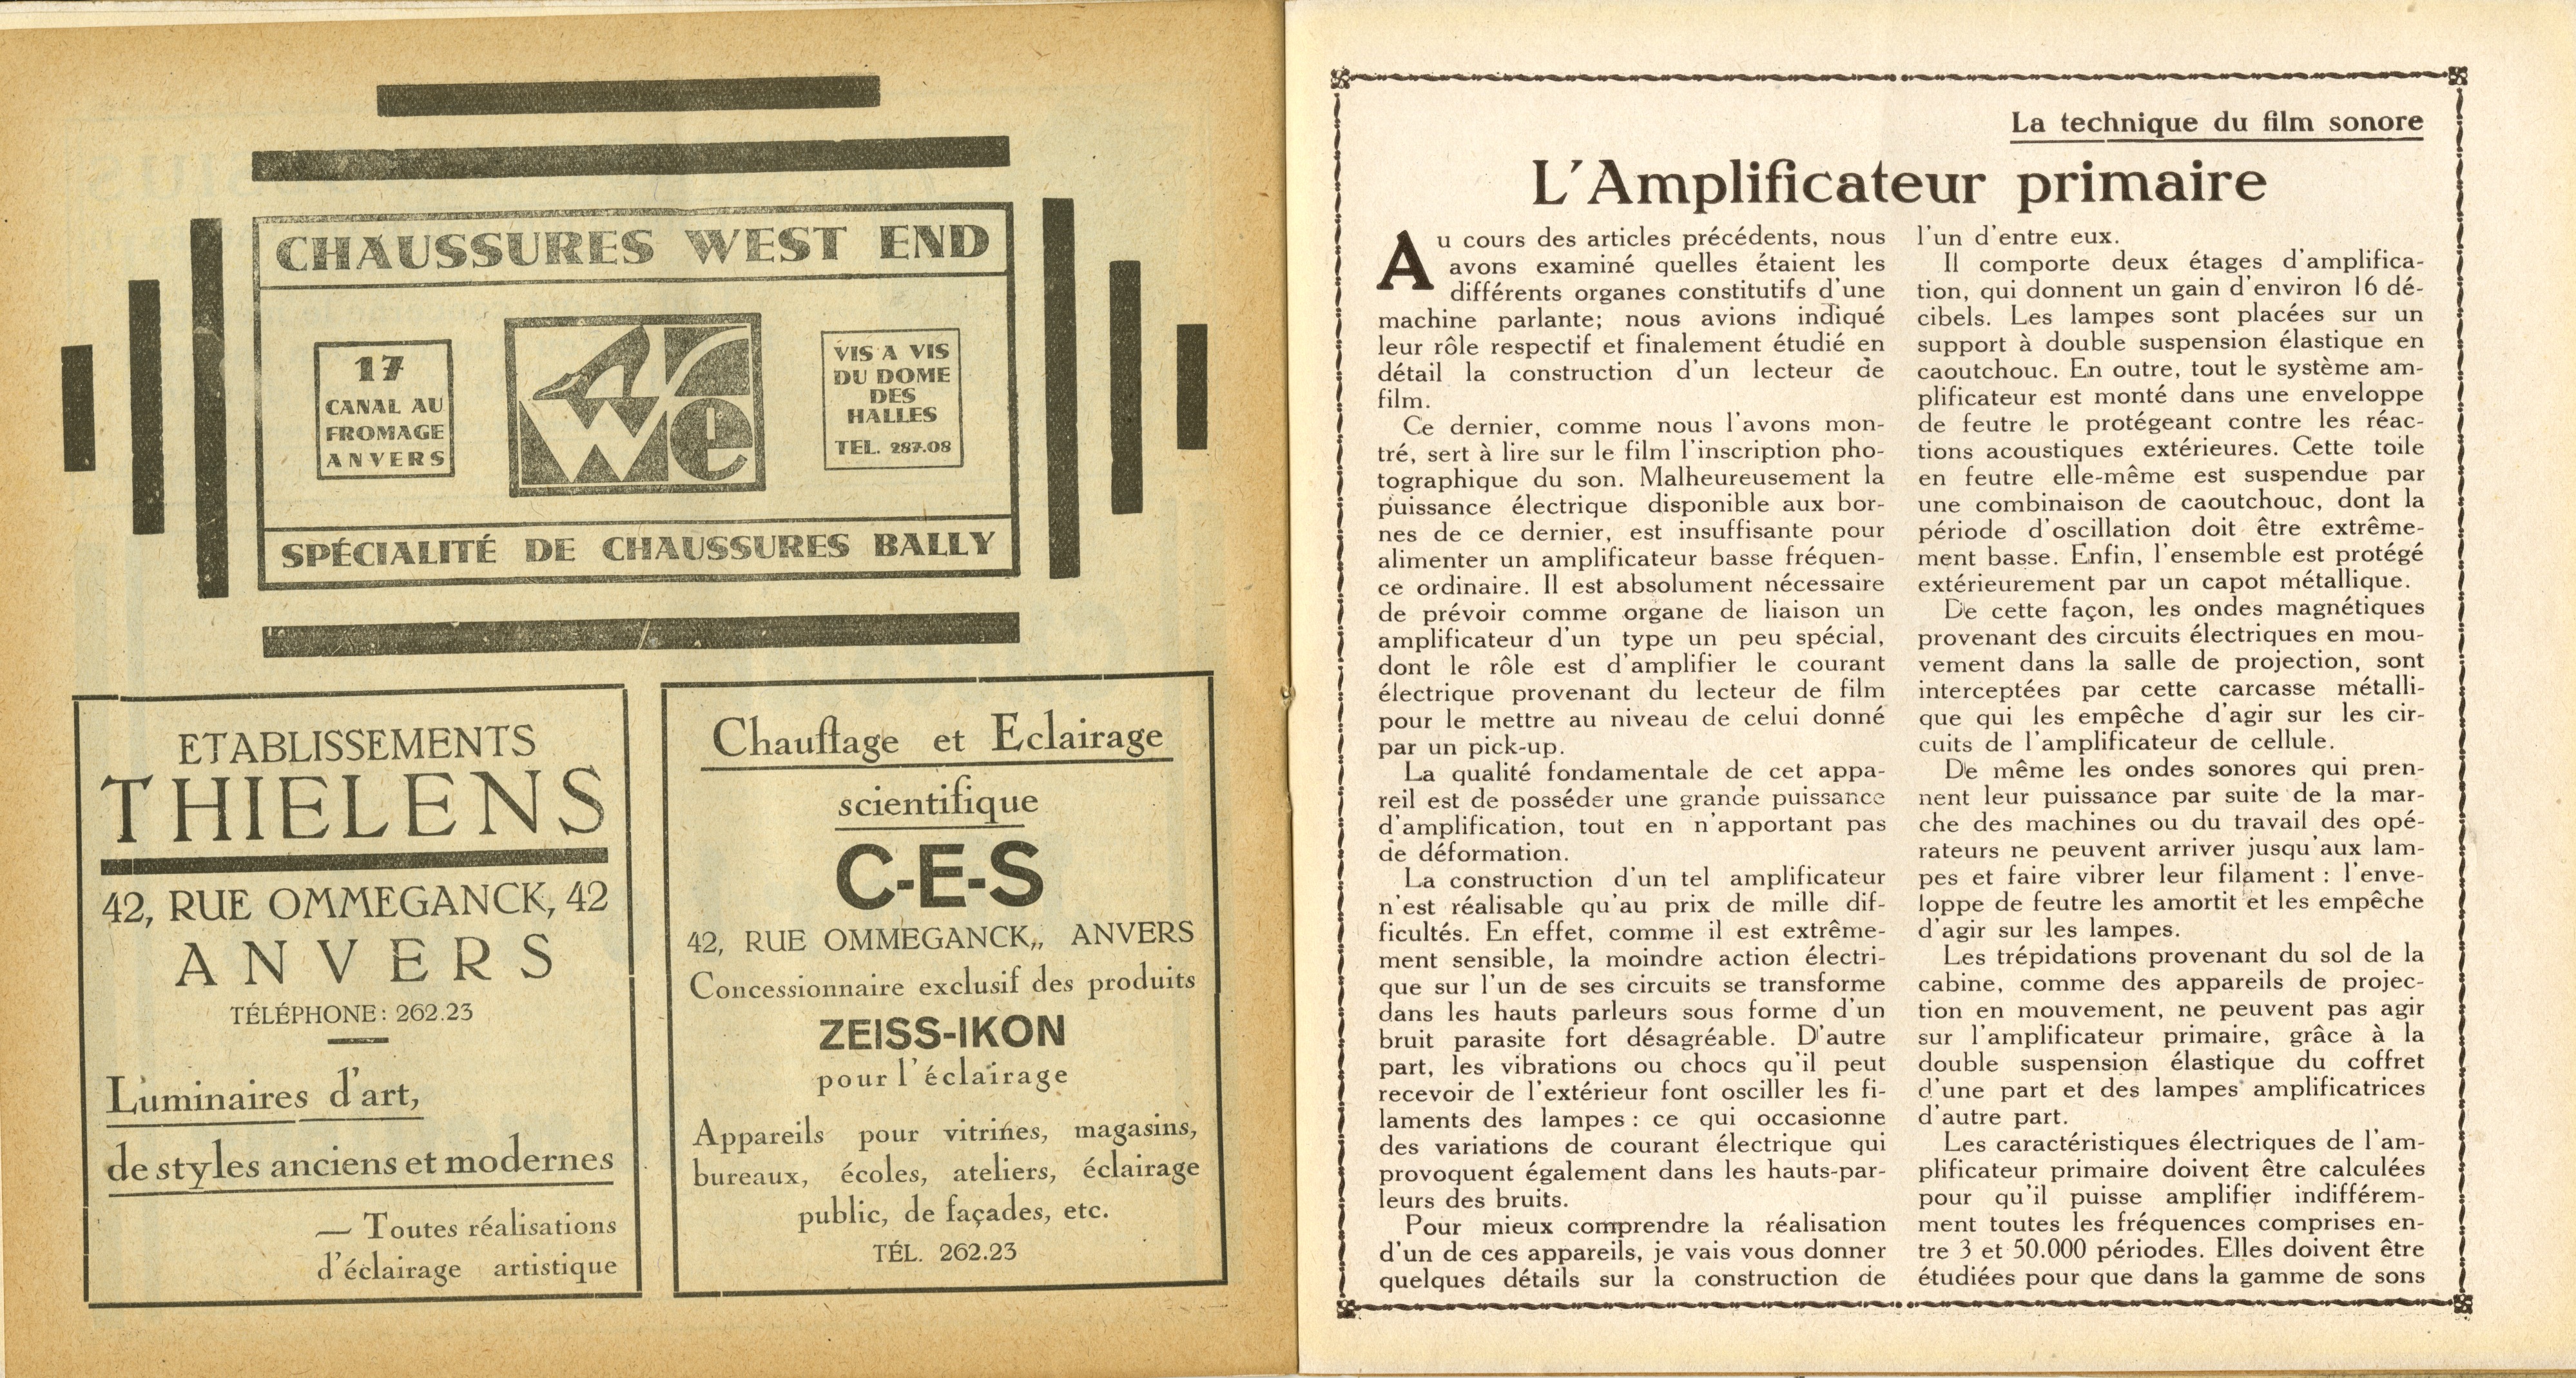 CHAUSSURES WEST END
17
CANAL AU
FROMAGE
ANVERS
We
VIS A VIS
DU DOME
DES
HALLES
TEL. 287.08
SPÉCIALITÉ DE CHAUSSURES BALLY
ETABLISSEMENTS
THIELENS
42, RUE OMMEGANCK, 42
ANVERS
TÉLÉPHONE: 262.23
Luminaires d'art,
de styles anciens et modernes
— Toutes réalisations
d'éclairage artistique
Chauffage et Eclairage
scientifique
C-E-S
42, RUE OMMEGANCK,, ANVERS
Concessionnaire exclusif des produits
ZEISS-IKON
pour l'éclairage
Appareils pour vitrines, magasins,
bureaux, écoles, ateliers, éclairage
public, de façades, etc.
TÉL. 262.23
La technique du film sonore
L'Amplificateur primaire
Au cours des articles précédents, nous
avons examiné quelles étaient les
différents organes constitutifs d'une
machine parlante; nous avions indiqué
leur rôle respectif et finalement étudié en
détail la construction d'un lecteur de
film.
Ce dernier, comme nous l'avons mon-
tré, sert à lire sur le film l'inscription pho-
tographique du son. Malheureusement la
puissance électrique disponible aux bor-
nes de ce dernier, est insuffisante pour
alimenter un amplificateur basse fréquen-
ce ordinaire. Il est absolument nécessaire
de prévoir comme organe de liaison un
amplificateur d'un type un peu spécial,
dont le rôle est d'amplifier le courant
électrique provenant du lecteur de film
pour le mettre au niveau de celui donné
par un pick-up.
La qualité fondamentale de cet appa-
reil est de posséder une grande puissance
d'amplification, tout en n'apportant pas
de déformation.
La construction d'un tel amplificateur
n'est réalisable qu'au prix de mille dif-
ficultés. En effet, comme il est extrême-
ment sensible, la moindre action électri-
que sur l'un de ses circuits se transforme
dans les hauts parleurs sous forme d'un
bruit parasite fort désagréable. D'autre
part, les vibrations ou chocs qu'il peut
recevoir de l'extérieur font osciller les fi-
laments des lampes : ce qui occasionne
des variations de courant électrique qui
provoquent également dans les hauts-par-
leurs des bruits.
Pour mieux comprendre la réalisation
d'un de ces appareils, je vais vous donner
quelques détails sur la construction de
l'un d'entre eux.
Il comporte deux étages d'amplifica-
tion, qui donnent un gain d'environ 16 dé-
cibels. Les lampes sont placées sur un
support à double suspension élastique en
caoutchouc. En outre, tout le système am-
plificateur est monté dans une enveloppe
de feutre le protégeant contre les réac-
tions acoustiques extérieures. Cette toile
en feutre elle-même est suspendue par
une combinaison de caoutchouc, dont la
période d'oscillation doit être extrême-
ment basse. Enfin, l'ensemble est protégé
extérieurement par un capot métallique.
De cette façon, les ondes magnétiques
provenant des circuits électriques en mou-
vement dans la salle de projection, sont
interceptées par cette carcasse métalli-
que qui les empêche d'agir sur les cir-
cuits de l'amplificateur de cellule.
De même les ondes sonores qui pren-
nent leur puissance par suite de la mar-
che des machines ou du travail des opé-
rateurs ne peuvent arriver jusqu'aux lam-
pes et faire vibrer leur filament : l'enve-
loppe de feutre les amortit et les empêche
d'agir sur les lampes.
Les trépidations provenant du sol de la
cabine, comme des appareils de projec-
tion en mouvement, ne peuvent pas agir
sur l'amplificateur primaire, grâce à la
double suspension élastique du coffret
d'une part et des lampes amplificatrices
d'autre part.
Les caractéristiques électriques de l'am-
plificateur primaire doivent être calculées
pour qu'il puisse amplifier indifférem-
ment toutes les fréquences comprises en-
tre 3 et 50.000 périodes. Elles doivent être
étudiées pour que dans la gamme de sons